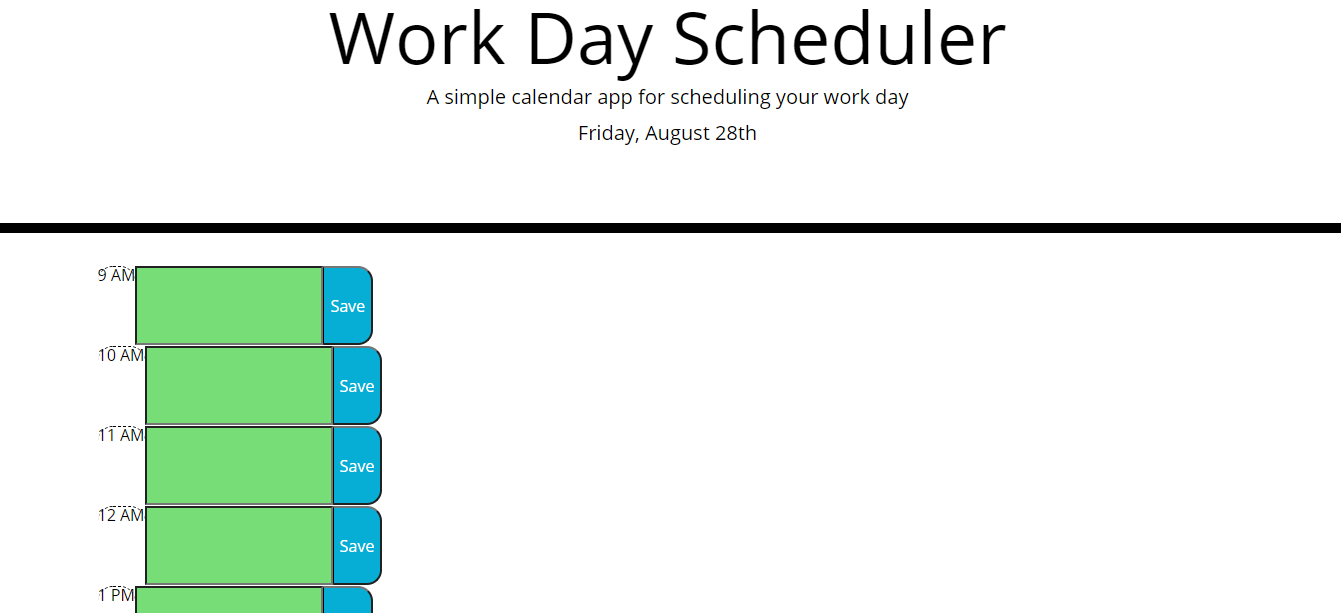 Work Day Scheduler
A simple calendar app for scheduling your work day
Friday, August 28th
9 AM
Save
10 AM
Save
11 AM
Save
12 AM
Save
1 PM